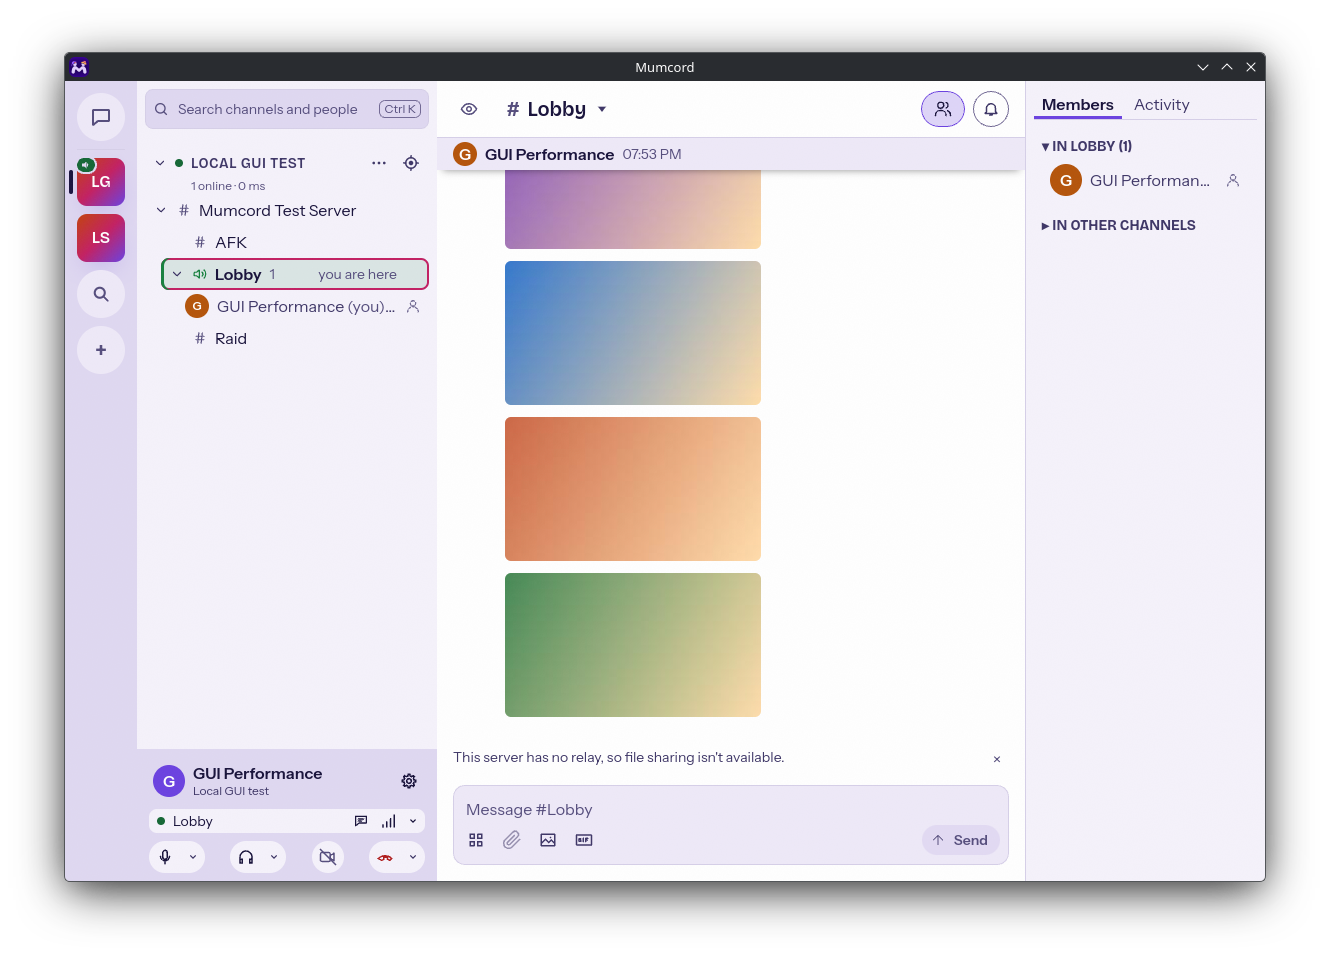 Mumcord
Search channels and people
Ctrl K
LG
LS
+
LOCAL GUI TEST
1 online · 0 ms
# Mumcord Test Server
# AFK
Lobby 1 you are here
G GUI Performance (you)...
# Raid
G GUI Performance
Local GUI test
Lobby
# Lobby
G GUI Performance 07:53 PM
This server has no relay, so file sharing isn't available.
Message #Lobby
GIF
Send
Members Activity
IN LOBBY (1)
G GUI Performan...
IN OTHER CHANNELS